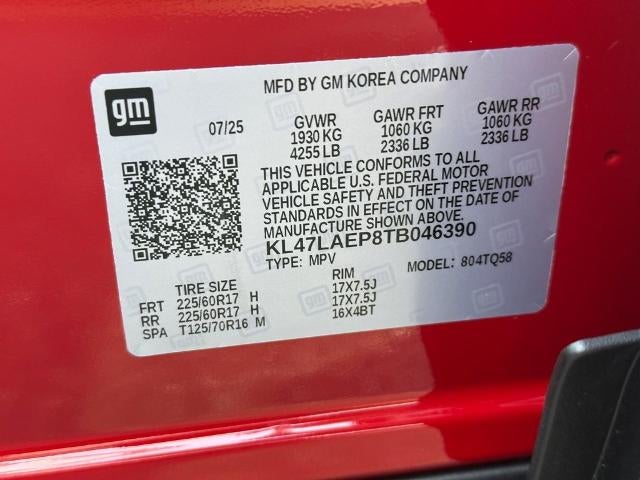 MFD BY GM KOREA COMPANY
gm
07/25
GVWR GAWR FRT GAWR RR
1930 KG 1060 KG 1060 KG
4255 LB 2336 LB 2336 LB
THIS VEHICLE CONFORMS TO ALL
APPLICABLE U.S. FEDERAL MOTOR
VEHICLE SAFETY AND THEFT PREVENTION
STANDARDS IN EFFECT ON THE DATE OF
MANUFACTURE SHOWN ABOVE.
KL47LAEP8TB046390
TYPE: MPV MODEL: 804TQ58
TIRE SIZE RIM
FRT 225/60R17 H 17X7.5J
RR 225/60R17 H 17X7.5J
SPA T125/70R16 M 16X4BT